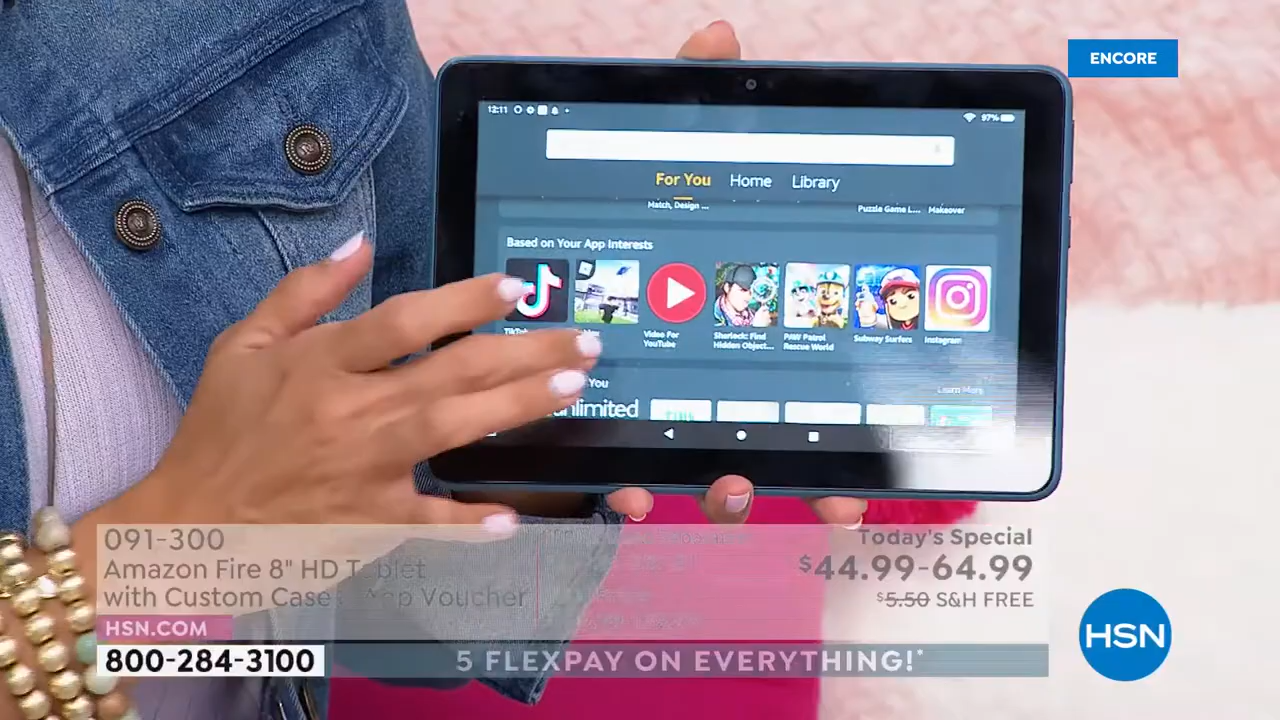 ENCORE
12:11
97%
For You
Home
Library
Match, Design ...
Puzzle Game L...
Makeover
Based on Your App Interests
TikTok
Video For
YouTube
Sherlock: Find
Hidden Object...
PAW Patrol
Rescue World
Subway Surfers
Instagram
You
Learn More
unlimited
091-300
Amazon Fire 8" HD Tablet
with Custom Case App Voucher
HSN.COM
800-284-3100
Today's Special
$44.99-64.99
$5.50 S&H FREE
5 FLEXPAY ON EVERYTHING!*
HSN